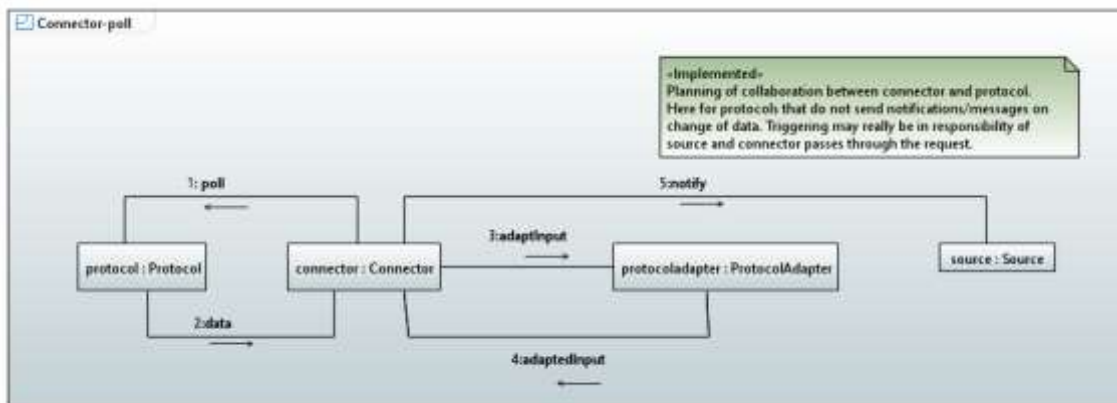 Connector-poll
«Implemented»
Planning of collaboration between connector and protocol.
Here for protocols that do not send notifications/messages on
change of data. Triggering may really be in responsibility of
source and connector passes through the request.
1: poll
5:notify
3:adaptInput
protocol : Protocol
connector : Connector
protocoladapter : ProtocolAdapter
source : Source
2:data
4:adaptedInput